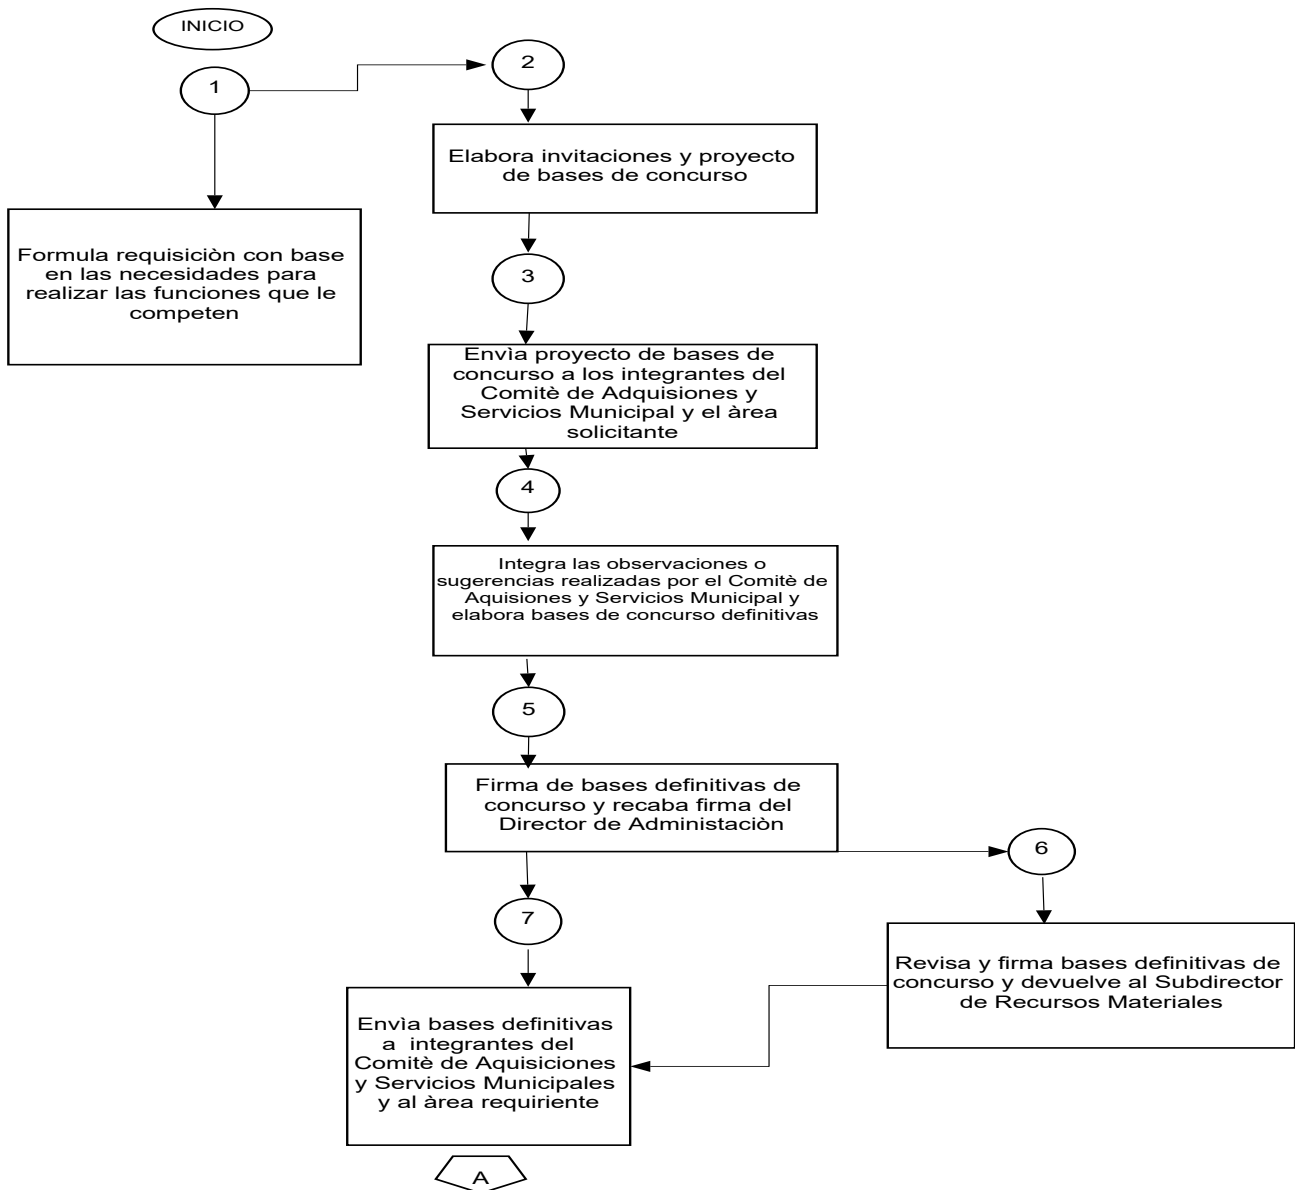 INICIO
1
2
Elabora invitaciones y proyecto
de bases de concurso
Formula requisiciòn con base
en las necesidades para
realizar las funciones que le
competen
3
Envìa proyecto de bases de
concurso a los integrantes del
Comitè de Adquisiones y
Servicios Municipal y el àrea
solicitante
4
Integra las observaciones o
sugerencias realizadas por el Comitè de
Aquisiones y Servicios Municipal y
elabora bases de concurso definitivas
5
Firma de bases definitivas de
concurso y recaba firma del
Director de Administaciòn
6
7
Revisa y firma bases definitivas de
concurso y devuelve al Subdirector
de Recursos Materiales
Envìa bases definitivas
a integrantes del
Comitè de Aquisiciones
y Servicios Municipales
y al àrea requiriente
A